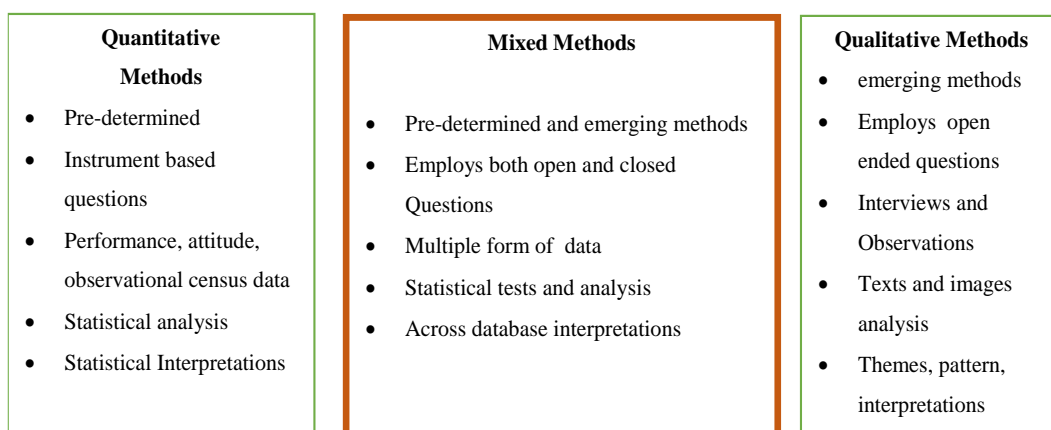 Quantitative
Methods
• Pre-determined
• Instrument based
questions
• Performance, attitude,
observational census data
• Statistical analysis
• Statistical Interpretations
Mixed Methods
• Pre-determined and emerging methods
• Employs both open and closed
Questions
• Multiple form of data
• Statistical tests and analysis
• Across database interpretations
Qualitative Methods
• emerging methods
• Employs open
ended questions
• Interviews and
Observations
• Texts and images
analysis
• Themes, pattern,
interpretations